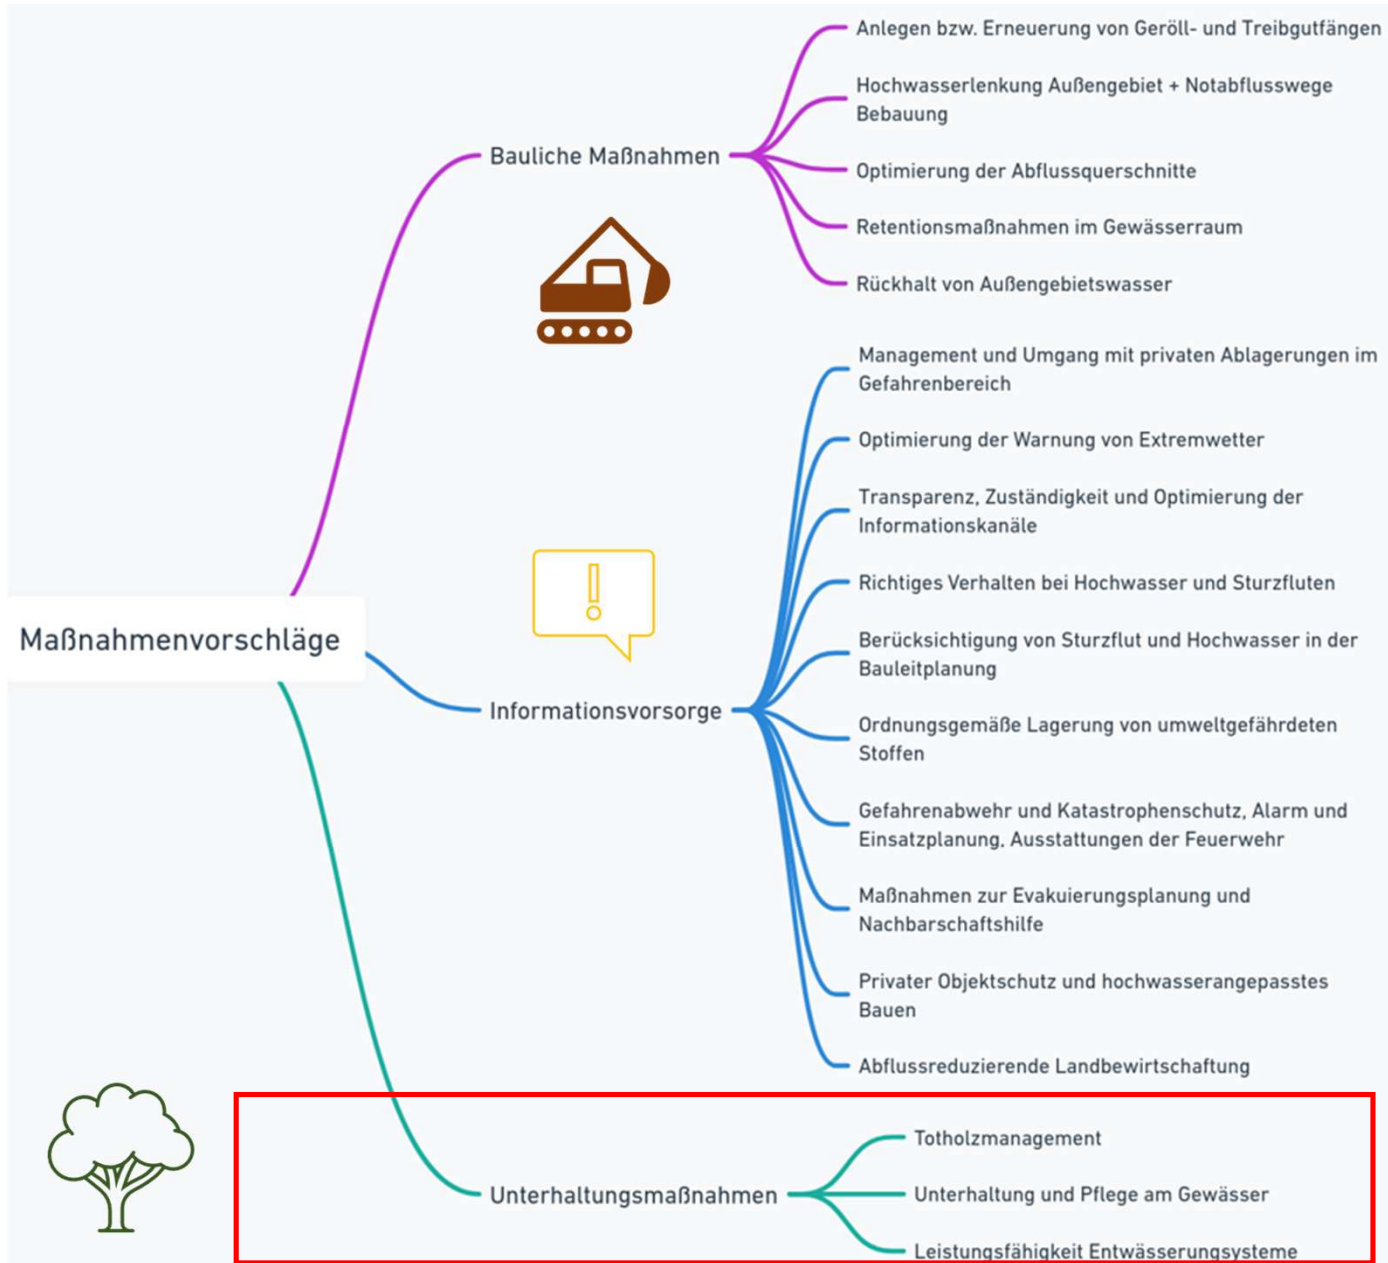 Maßnahmenvorschläge
Bauliche Maßnahmen
Anlegen bzw. Erneuerung von Geröll- und Treibgutfängen
Hochwasserlenkung Außengebiet + Notabflusswege
Bebauung
Optimierung der Abflussquerschnitte
Retentionsmaßnahmen im Gewässerraum
Rückhalt von Außengebietswasser
Informationsvorsorge
Management und Umgang mit privaten Ablagerungen im
Gefahrenbereich
Optimierung der Warnung von Extremwetter
Transparenz, Zuständigkeit und Optimierung der
Informationskanäle
Richtiges Verhalten bei Hochwasser und Sturzfluten
Berücksichtigung von Sturzflut und Hochwasser in der
Bauleitplanung
Ordnungsgemäße Lagerung von umweltgefährdeten
Stoffen
Gefahrenabwehr und Katastrophenschutz, Alarm und
Einsatzplanung, Ausstattungen der Feuerwehr
Maßnahmen zur Evakuierungsplanung und
Nachbarschaftshilfe
Privater Objektschutz und hochwasserangepasstes
Bauen
Abflussreduzierende Landbewirtschaftung
Unterhaltungsmaßnahmen
Totholzmanagement
Unterhaltung und Pflege am Gewässer
Leistungsfähigkeit Entwässerungsysteme